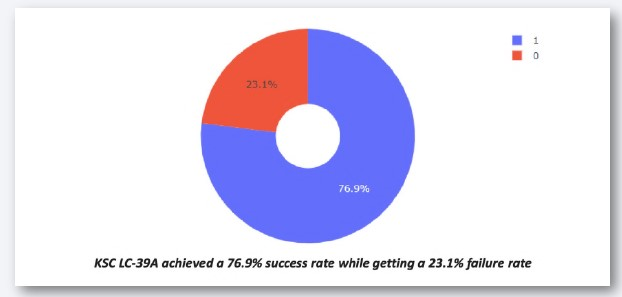 1
0
23.1%
76.9%
KSC LC-39A achieved a 76.9% success rate while getting a 23.1% failure rate